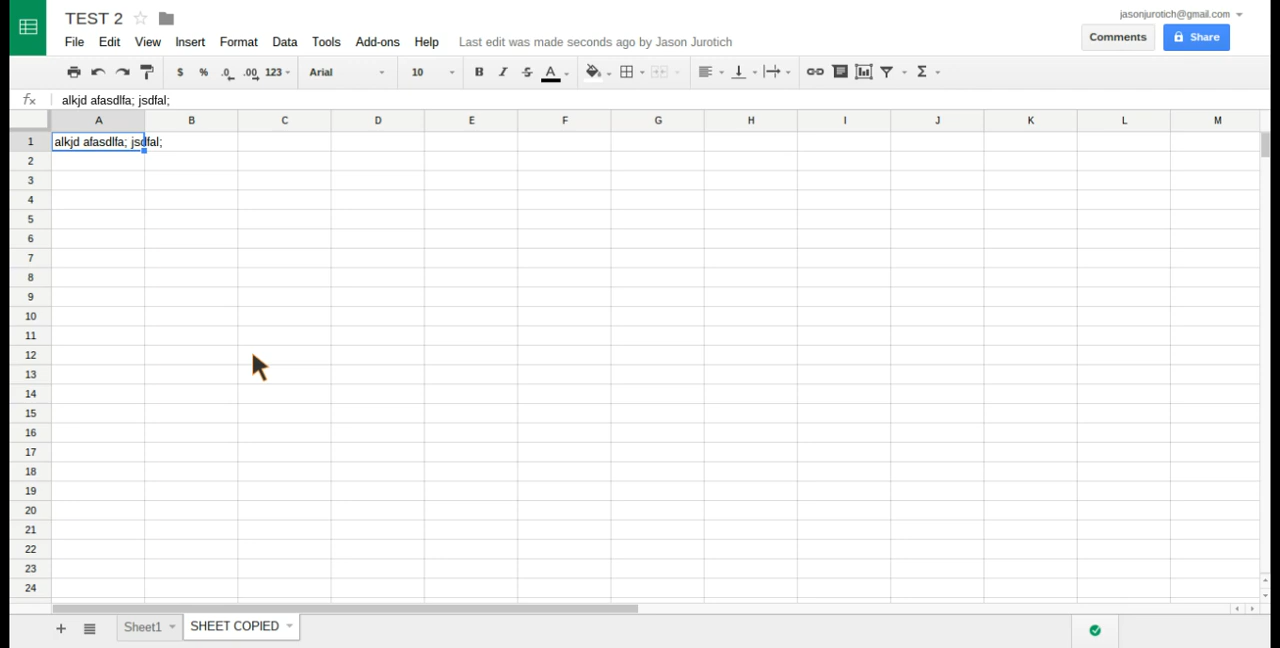 TEST 2
jasonjurotich@gmail.com
File Edit View Insert Format Data Tools Add-ons Help Last edit was made seconds ago by Jason Jurotich
Comments Share
$ % .0 .00 123 Arial 10 B I S A Σ
fx alkjd afasdlfa; jsdfal;
A B C D E F G H I J K L M
1 alkjd afasdlfa; jsdfal;
2
3
4
5
6
7
8
9
10
11
12
13
14
15
16
17
18
19
20
21
22
23
24
+ Sheet1 SHEET COPIED